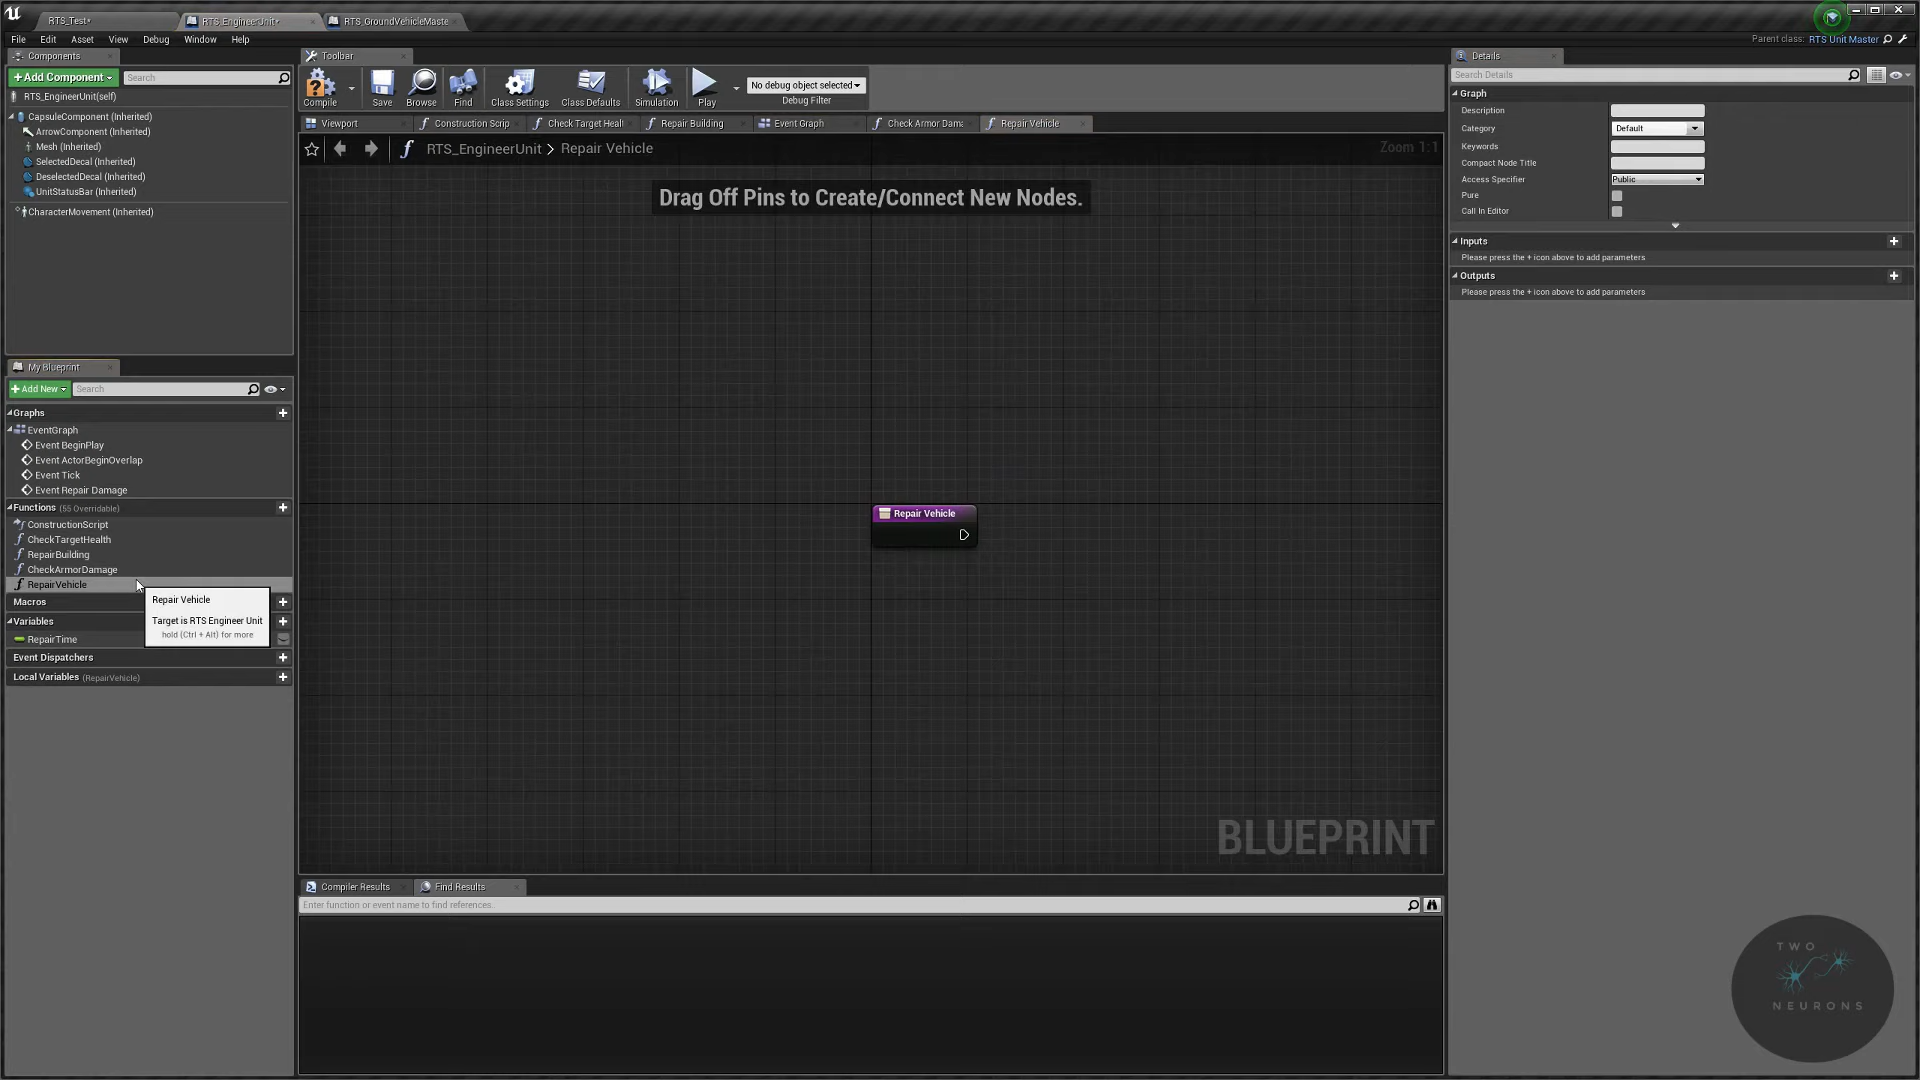 RTS_Test*
RTS_EngineerUnit*
RTS_GroundVehicleMaste
File Edit Asset View Debug Window Help
Parent class: RTS Unit Master
Components
+Add Component
Search
RTS_EngineerUnit(self)
CapsuleComponent (Inherited)
ArrowComponent (Inherited)
Mesh (Inherited)
SelectedDecal (Inherited)
DeselectedDecal (Inherited)
UnitStatusBar (Inherited)
CharacterMovement (Inherited)
My Blueprint
+Add New
Search
Graphs
EventGraph
Event BeginPlay
Event ActorBeginOverlap
Event Tick
Event Repair Damage
Functions (55 Overridable)
ConstructionScript
CheckTargetHealth
RepairBuilding
CheckArmorDamage
RepairVehicle
Macros
Variables
RepairTime
Event Dispatchers
Local Variables (RepairVehicle)
Repair Vehicle
Target is RTS Engineer Unit
hold (Ctrl + Alt) for more
Toolbar
Compile
Save
Browse
Find
Class Settings
Class Defaults
Simulation
Play
No debug object selected
Debug Filter
Viewport
Construction Scrip
Check Target Healt
Repair Building
Event Graph
Check Armor Dama
Repair Vehicle
RTS_EngineerUnit > Repair Vehicle
Zoom 1:1
Drag Off Pins to Create/Connect New Nodes.
Repair Vehicle
BLUEPRINT
Compiler Results
Find Results
Enter function or event name to find references...
Details
Search Details
Graph
Description
Category
Default
Keywords
Compact Node Title
Access Specifier
Public
Pure
Call In Editor
Inputs
Please press the + icon above to add parameters
Outputs
Please press the + icon above to add parameters
TWO
NEURONS